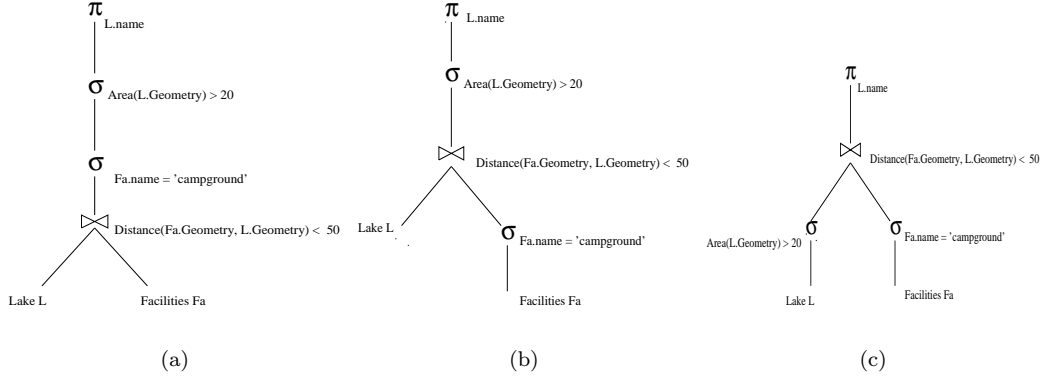 π
L.name
σ
Area(L.Geometry) > 20
σ
Fa.name = 'campground'
Distance(Fa.Geometry, L.Geometry) < 50
Lake L
Facilities Fa
(a)
π
L.name
σ
Area(L.Geometry) > 20
Distance(Fa.Geometry, L.Geometry) < 50
Lake L
σ
Fa.name = 'campground'
Facilities Fa
(b)
π
L.name
Distance(Fa.Geometry, L.Geometry) < 50
σ
Area(L.Geometry) > 20
σ
Fa.name = 'campground'
Lake L
Facilities Fa
(c)